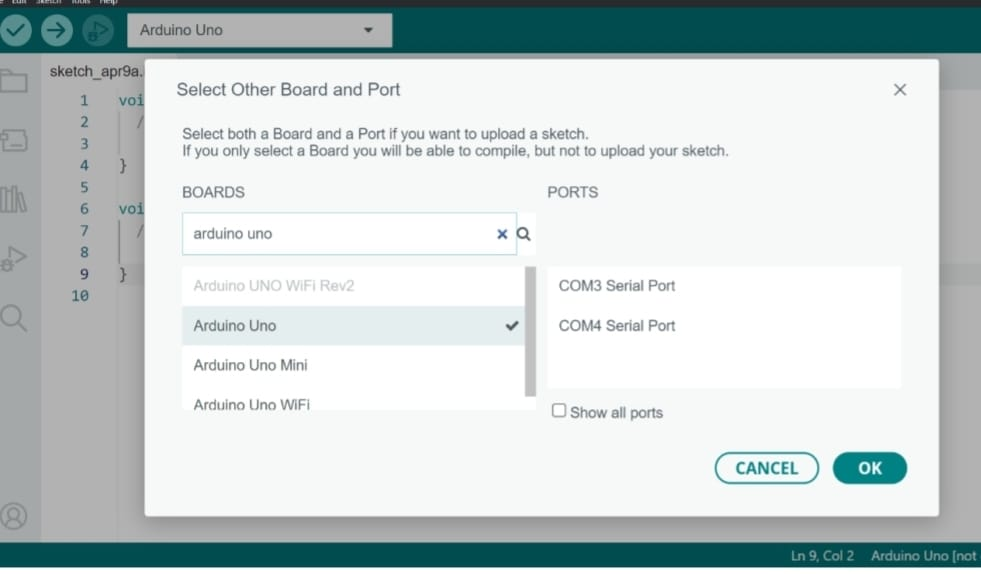 Edit Sketch Tools Help
Arduino Uno
sketch_apr9a.
Select Other Board and Port
Select both a Board and a Port if you want to upload a sketch.
If you only select a Board you will be able to compile, but not to upload your sketch.
BOARDS
PORTS
arduino uno
Arduino UNO WiFi Rev2
Arduino Uno
Arduino Uno Mini
Arduino Uno WiFi
COM3 Serial Port
COM4 Serial Port
Show all ports
CANCEL
OK
1 voi
2 /
3
4 }
5
6 voi
7 /
8
9 }
10
Ln 9, Col 2 Arduino Uno [not